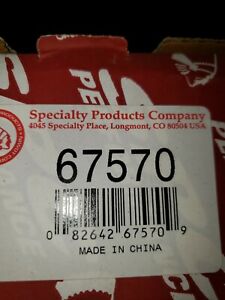 Specialty Products Company
4045 Specialty Place, Longmont, CO 80504 USA
67570
0 82642 67570 9
MADE IN CHINA